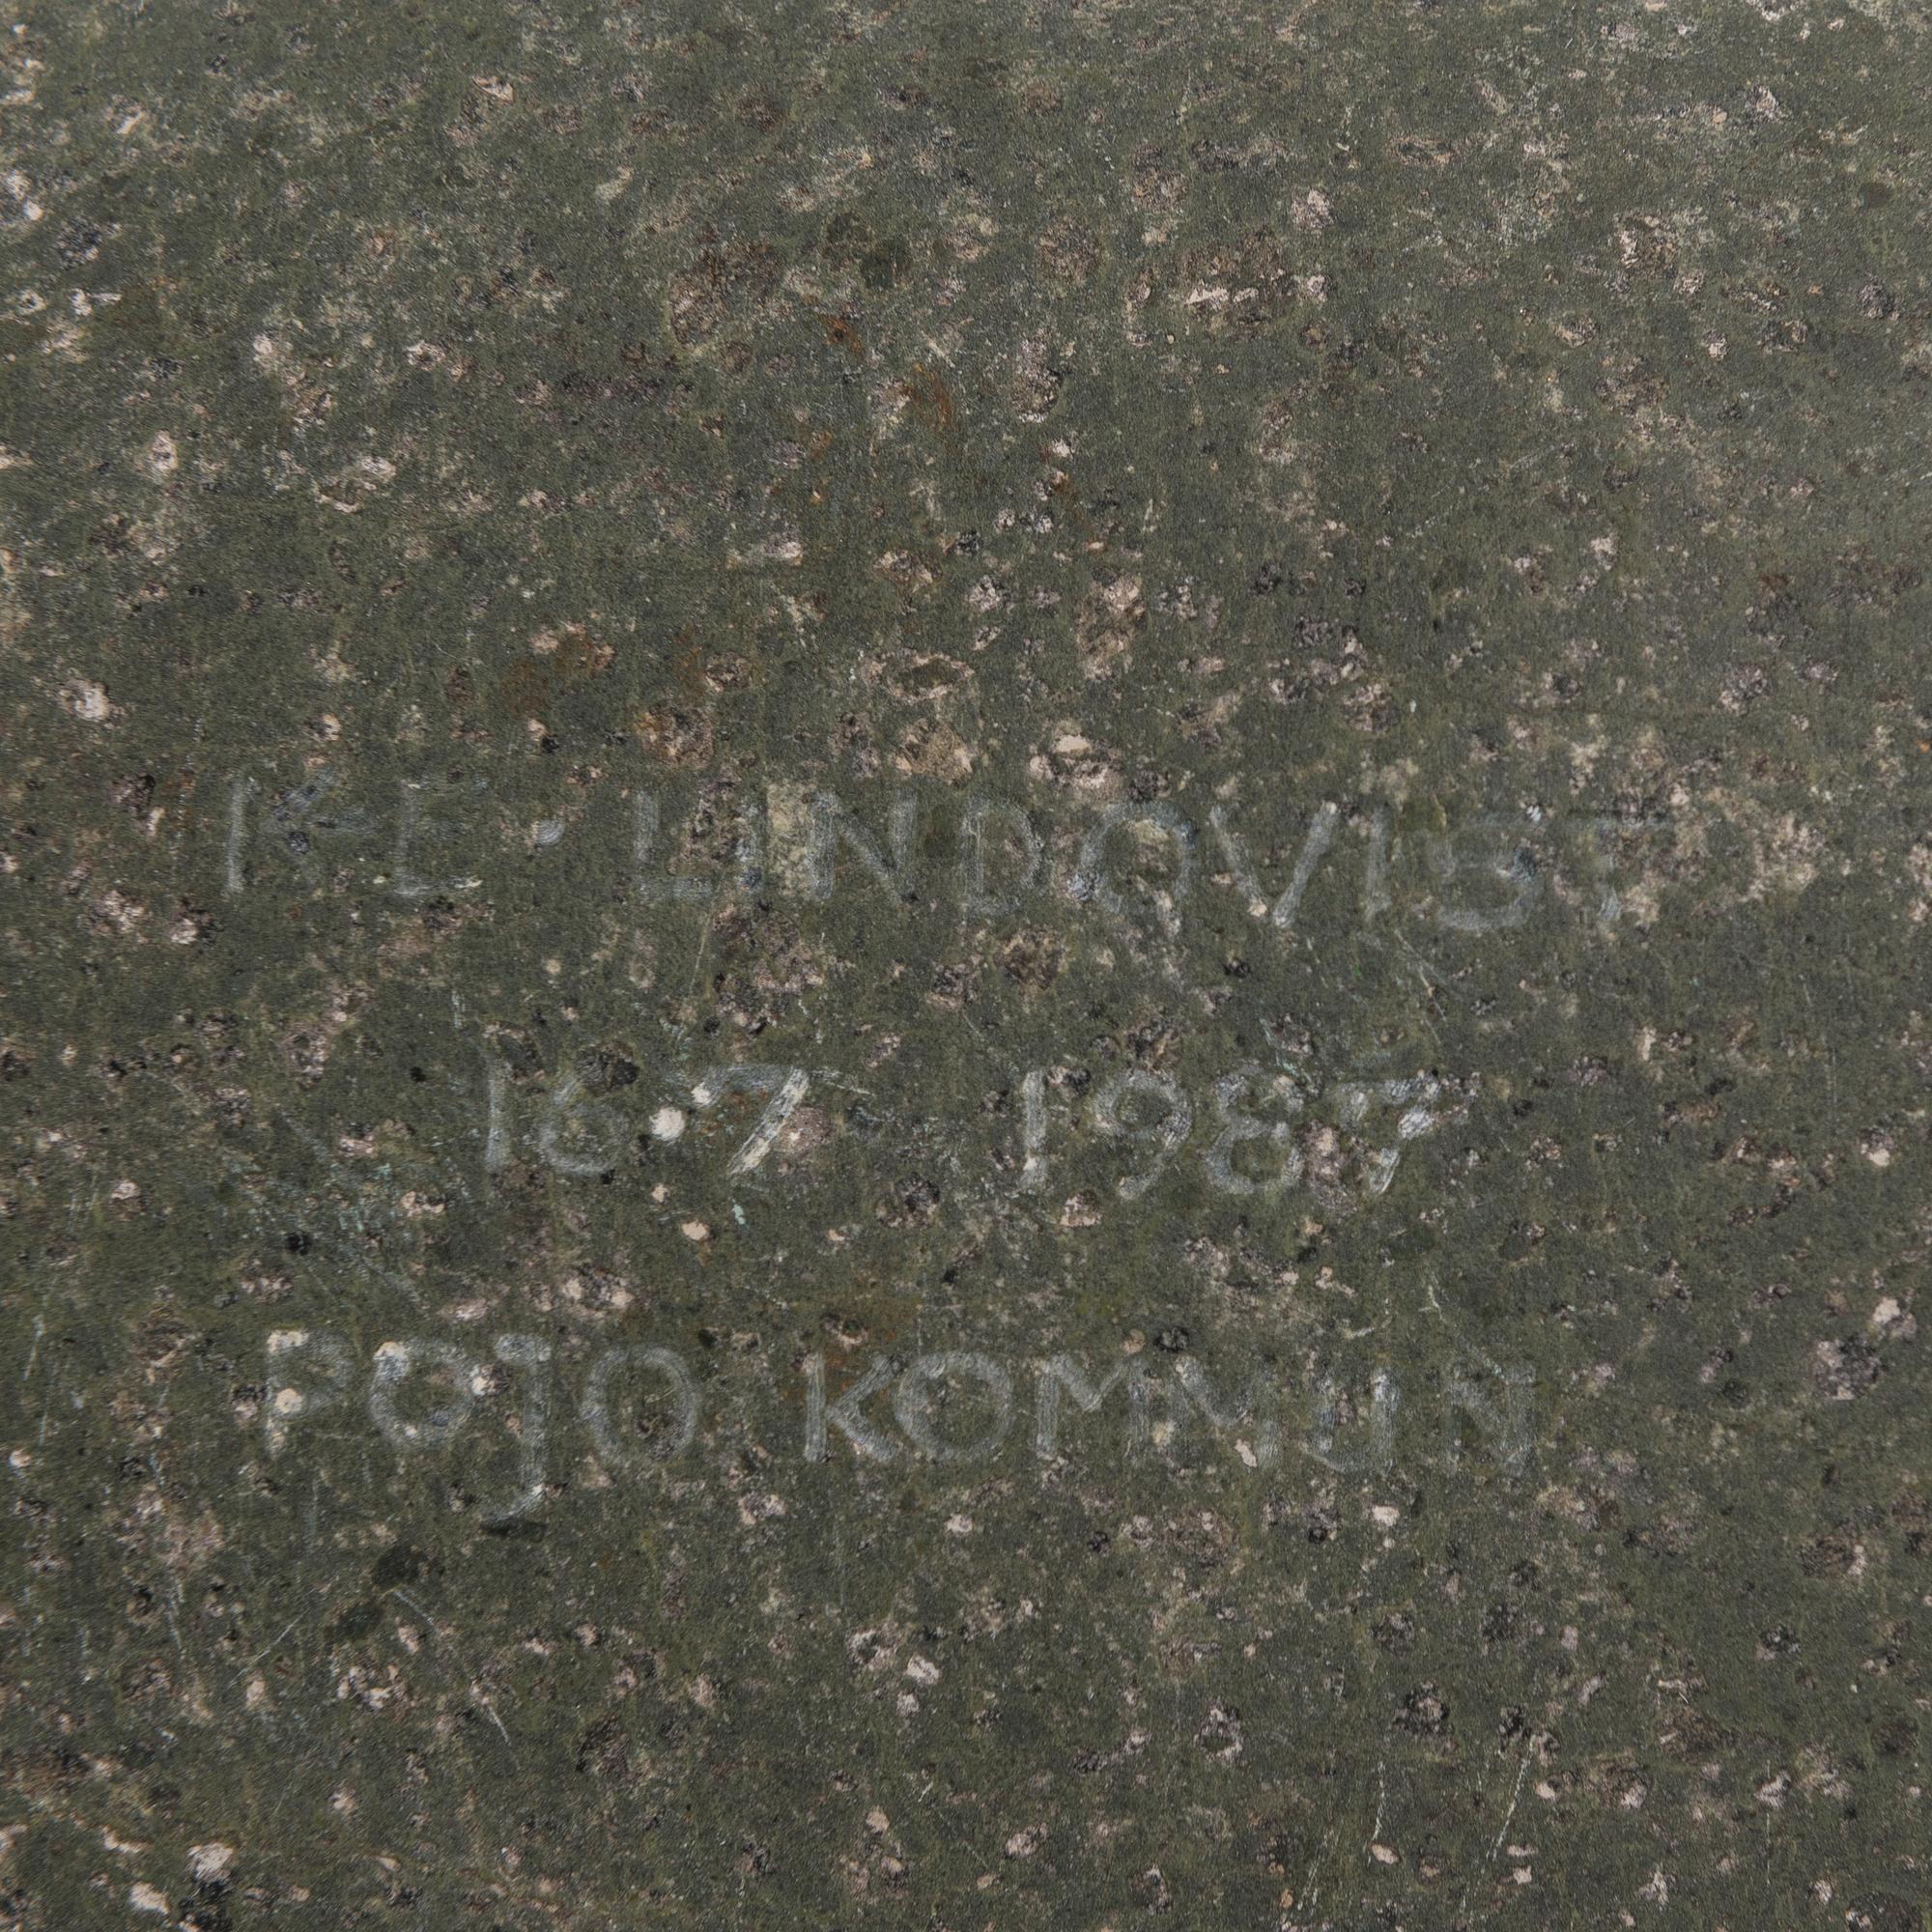 K-E · LINDQVIST
16·7 1987
POJO KOMMUN